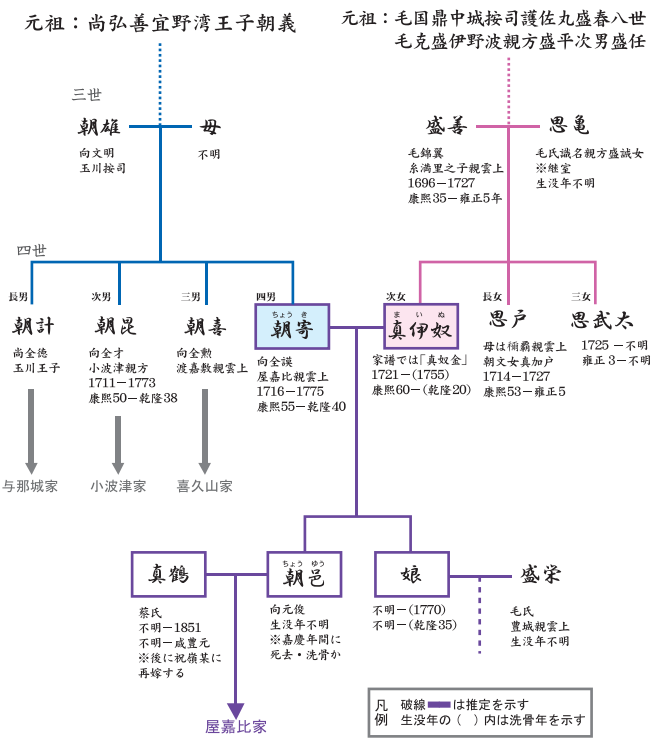 元祖：尚弘善宜野湾王子朝義
元祖：毛国鼎中城按司護佐丸盛春八世
毛克盛伊野波親方盛平次男盛任
三世
朝雄
母
向文明
玉川按司
不明
盛善
思亀
毛錦翼
糸満里之子親雲上
1696－1727
康熙35－雍正5年
毛氏識名親方盛誠女
※継室
生没年不明
四世
長男
朝計
尚全徳
玉川王子
次男
朝昆
向全才
小波津親方
1711－1773
康熙50－乾隆38
三男
朝喜
向全勲
渡嘉敷親雲上
四男
ちょう き
朝寄
向全謨
屋嘉比親雲上
1716－1775
康熙55－乾隆40
次女
ま い ぬ
真伊奴
家譜では「真奴金」
1721－(1755)
康熙60－(乾隆20)
長女
思戸
母は楠覇親雲上
朝文女真加戸
1714－1727
康熙53－雍正5
三女
思武太
1725－不明
雍正3－不明
与那城家
小波津家
喜久山家
真鶴
蔡氏
不明－1851
不明－咸豊元
※後に祝嶺某に
再嫁する
ちょう ゆう
朝邑
向元俊
生没年不明
※嘉慶年間に
死去・洗骨か
娘
不明－(1770)
不明－(乾隆35)
盛栄
毛氏
豊城親雲上
生没年不明
屋嘉比家
凡例
破線　は推定を示す
生没年の（　）内は洗骨年を示す